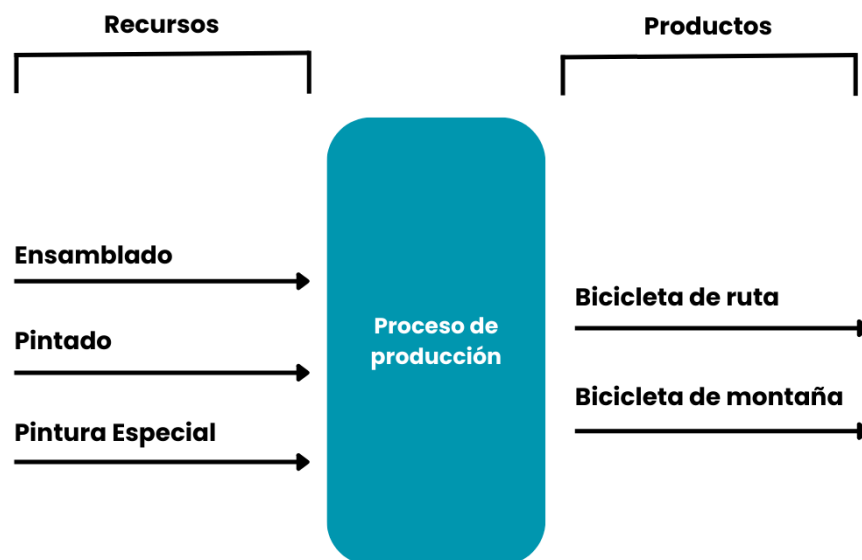 Recursos
Productos
Ensamblado
Pintado
Pintura Especial
Proceso de
producción
Bicicleta de ruta
Bicicleta de montaña